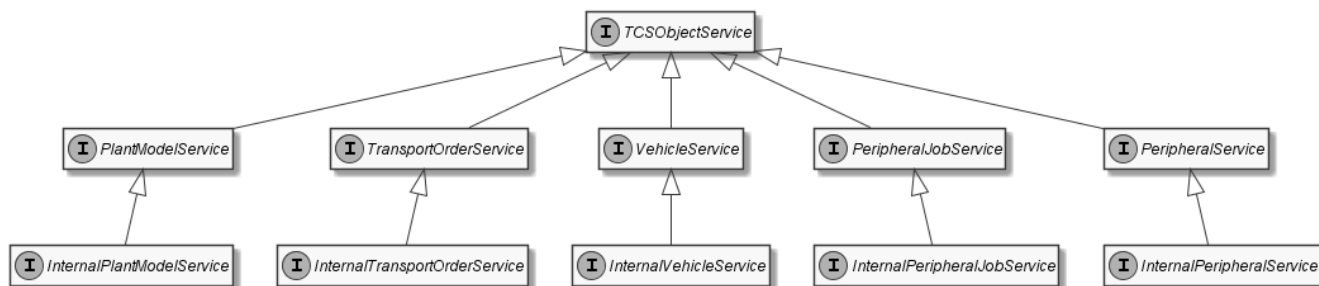 I TCSObjectService
I PlantModelService
I TransportOrderService
I VehicleService
I PeripheralJobService
I PeripheralService
I InternalPlantModelService
I InternalTransportOrderService
I InternalVehicleService
I InternalPeripheralJobService
I InternalPeripheralService